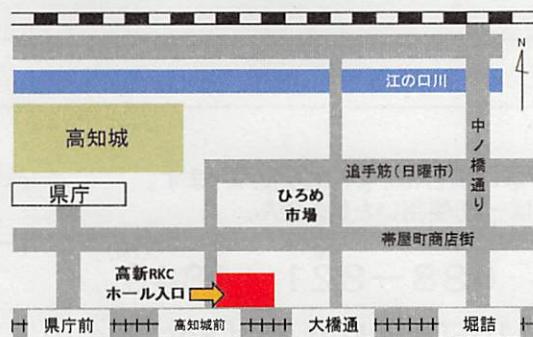 N
江の口川
高知城
中ノ橋通り
追手筋(日曜市)
県庁
ひろめ
市場
帯屋町商店街
高新RKC
ホール入口
県庁前
高知城前
大橋通
堀詰